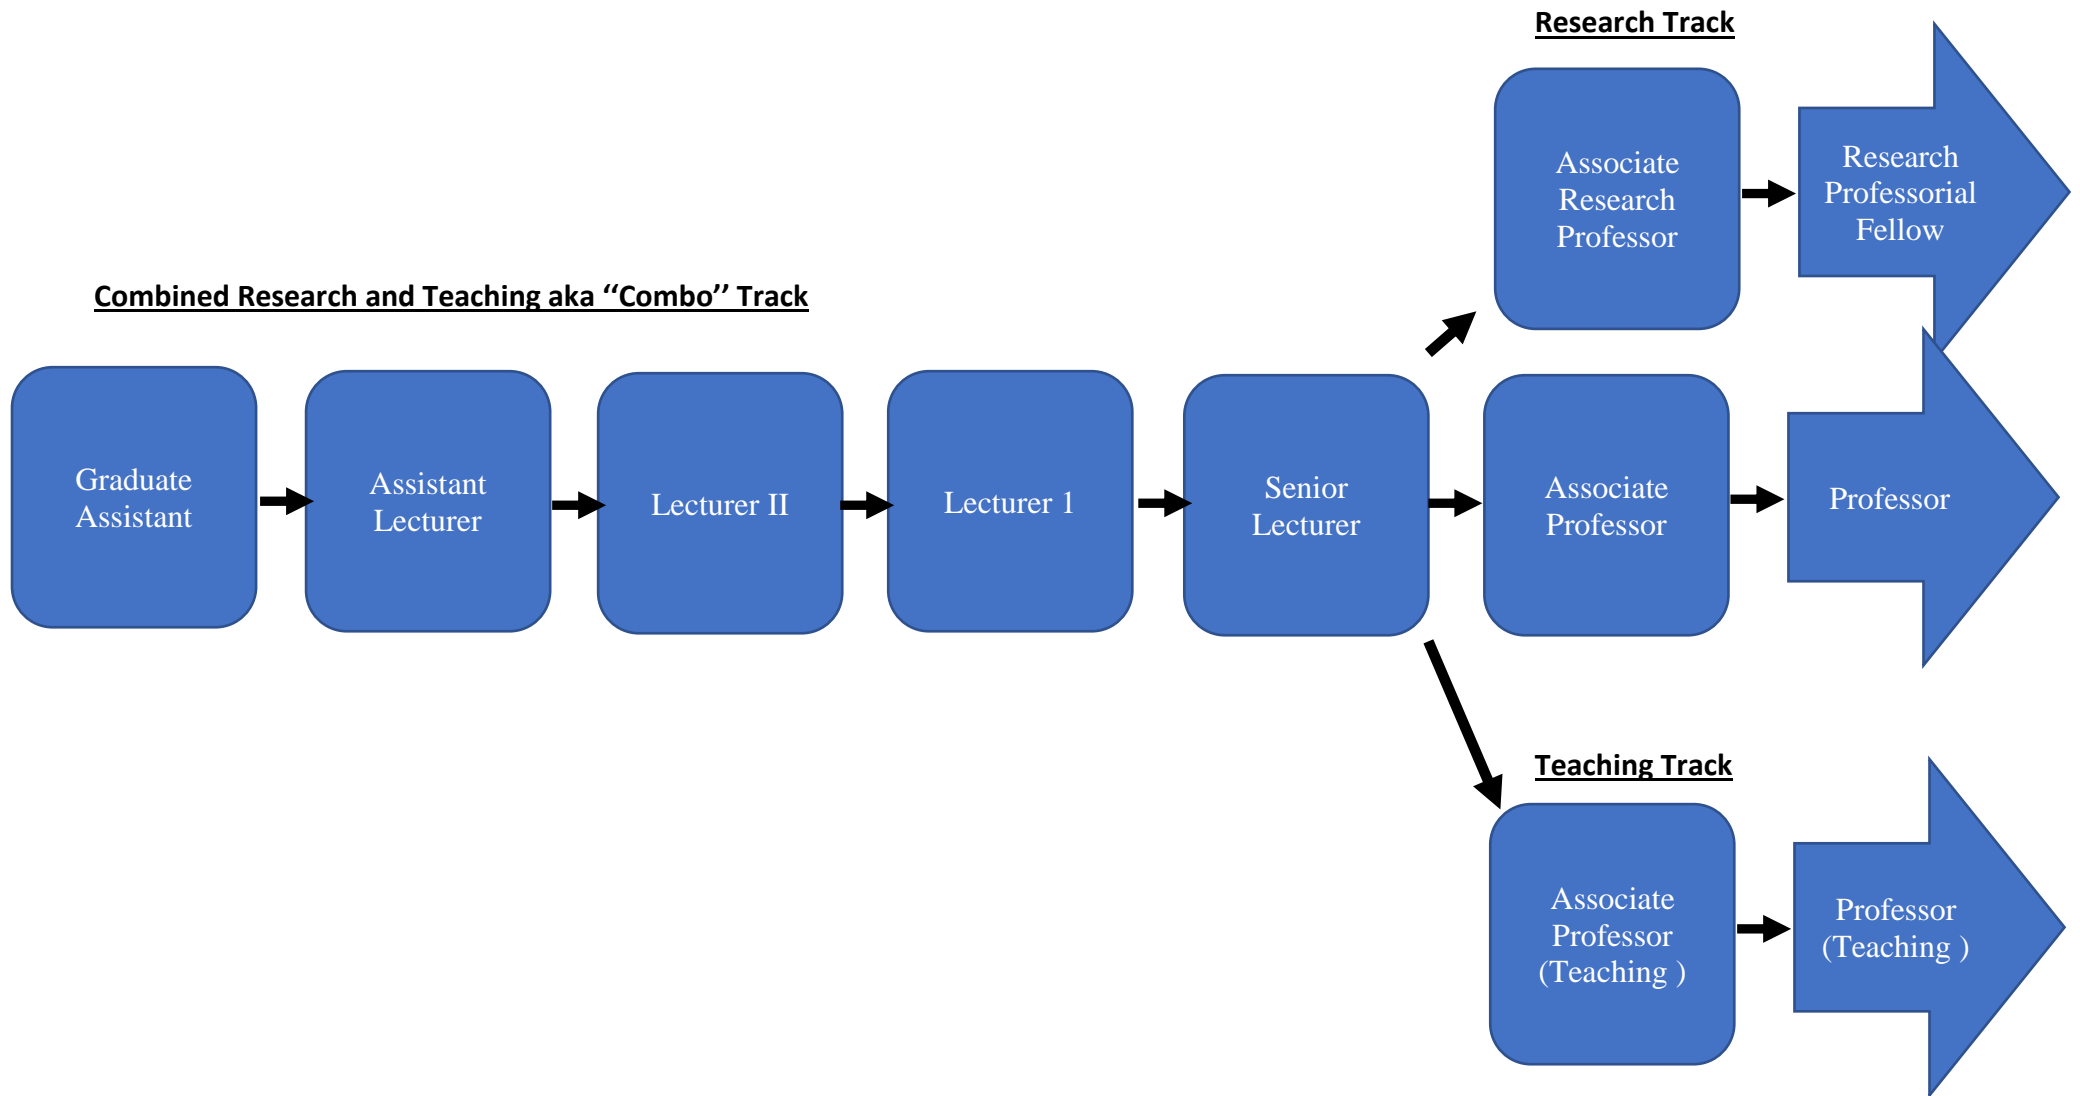 Research Track
Associate
Research
Professor
Research
Professorial
Fellow
Combined Research and Teaching aka ‘‘Combo’’ Track
Graduate
Assistant
Assistant
Lecturer
Lecturer II
Lecturer 1
Senior
Lecturer
Associate
Professor
Professor
Teaching Track
Associate
Professor
(Teaching )
Professor
(Teaching )